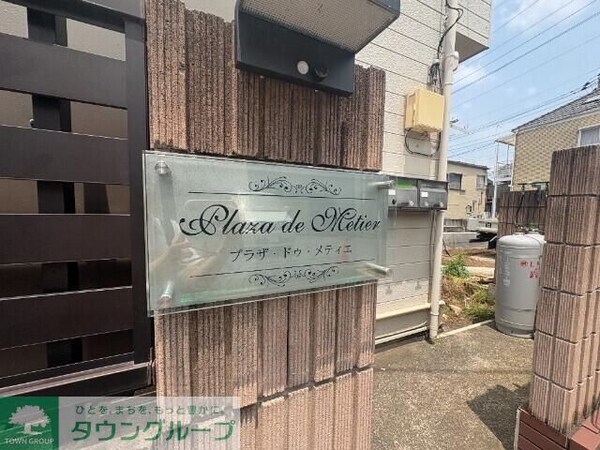 Plaza de Metier
プラザ・ドゥ・メティエ
ひとを、まちを、もっと豊かに。
タウングループ
TOWN GROUP